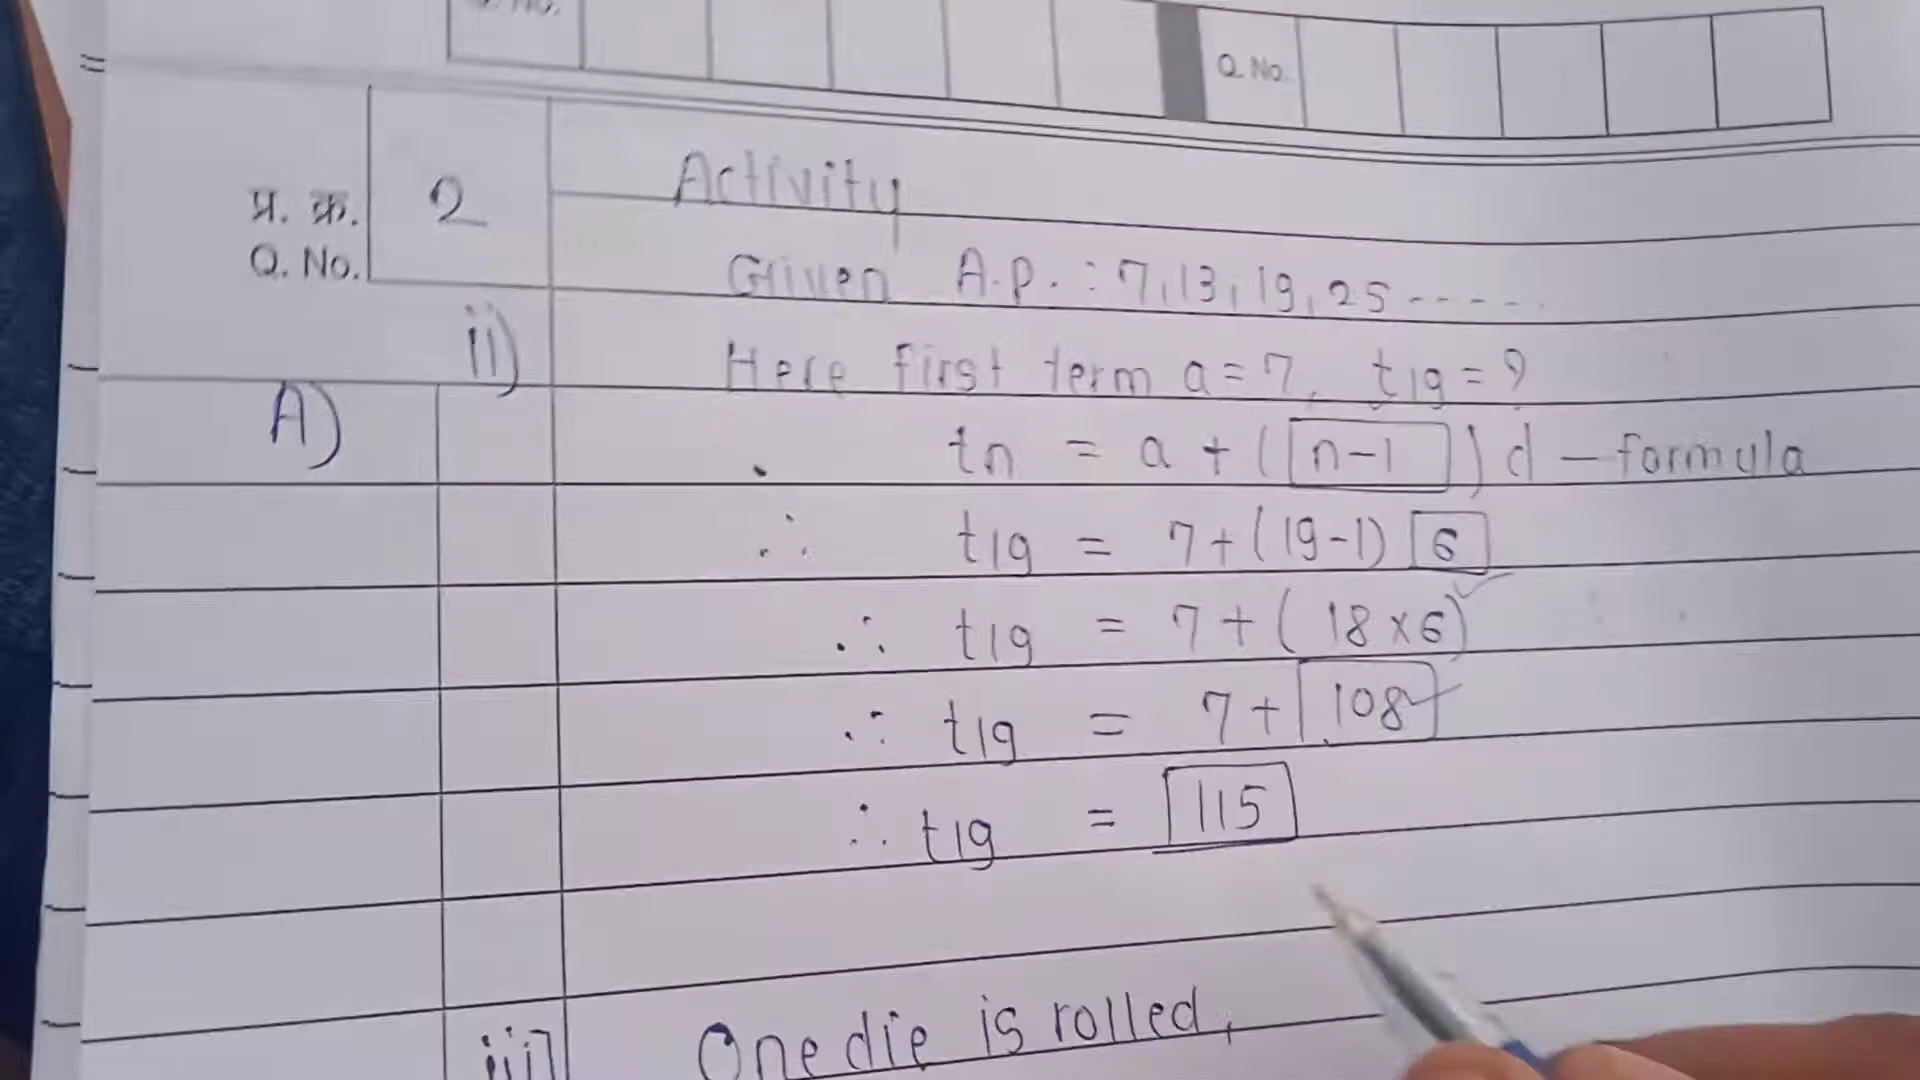 Q. No.
प्र. क्र. 2
Q. No.
Activity
Given A.P. : 7, 13, 19, 25 -----
ii) Here first term a = 7, t19 = ?
A)
tn = a + (n-1) d - formula
∴ t19 = 7 + (19-1) 6
∴ t19 = 7 + (18 × 6)
∴ t19 = 7 + 108
∴ t19 = 115
iii] One die is rolled,